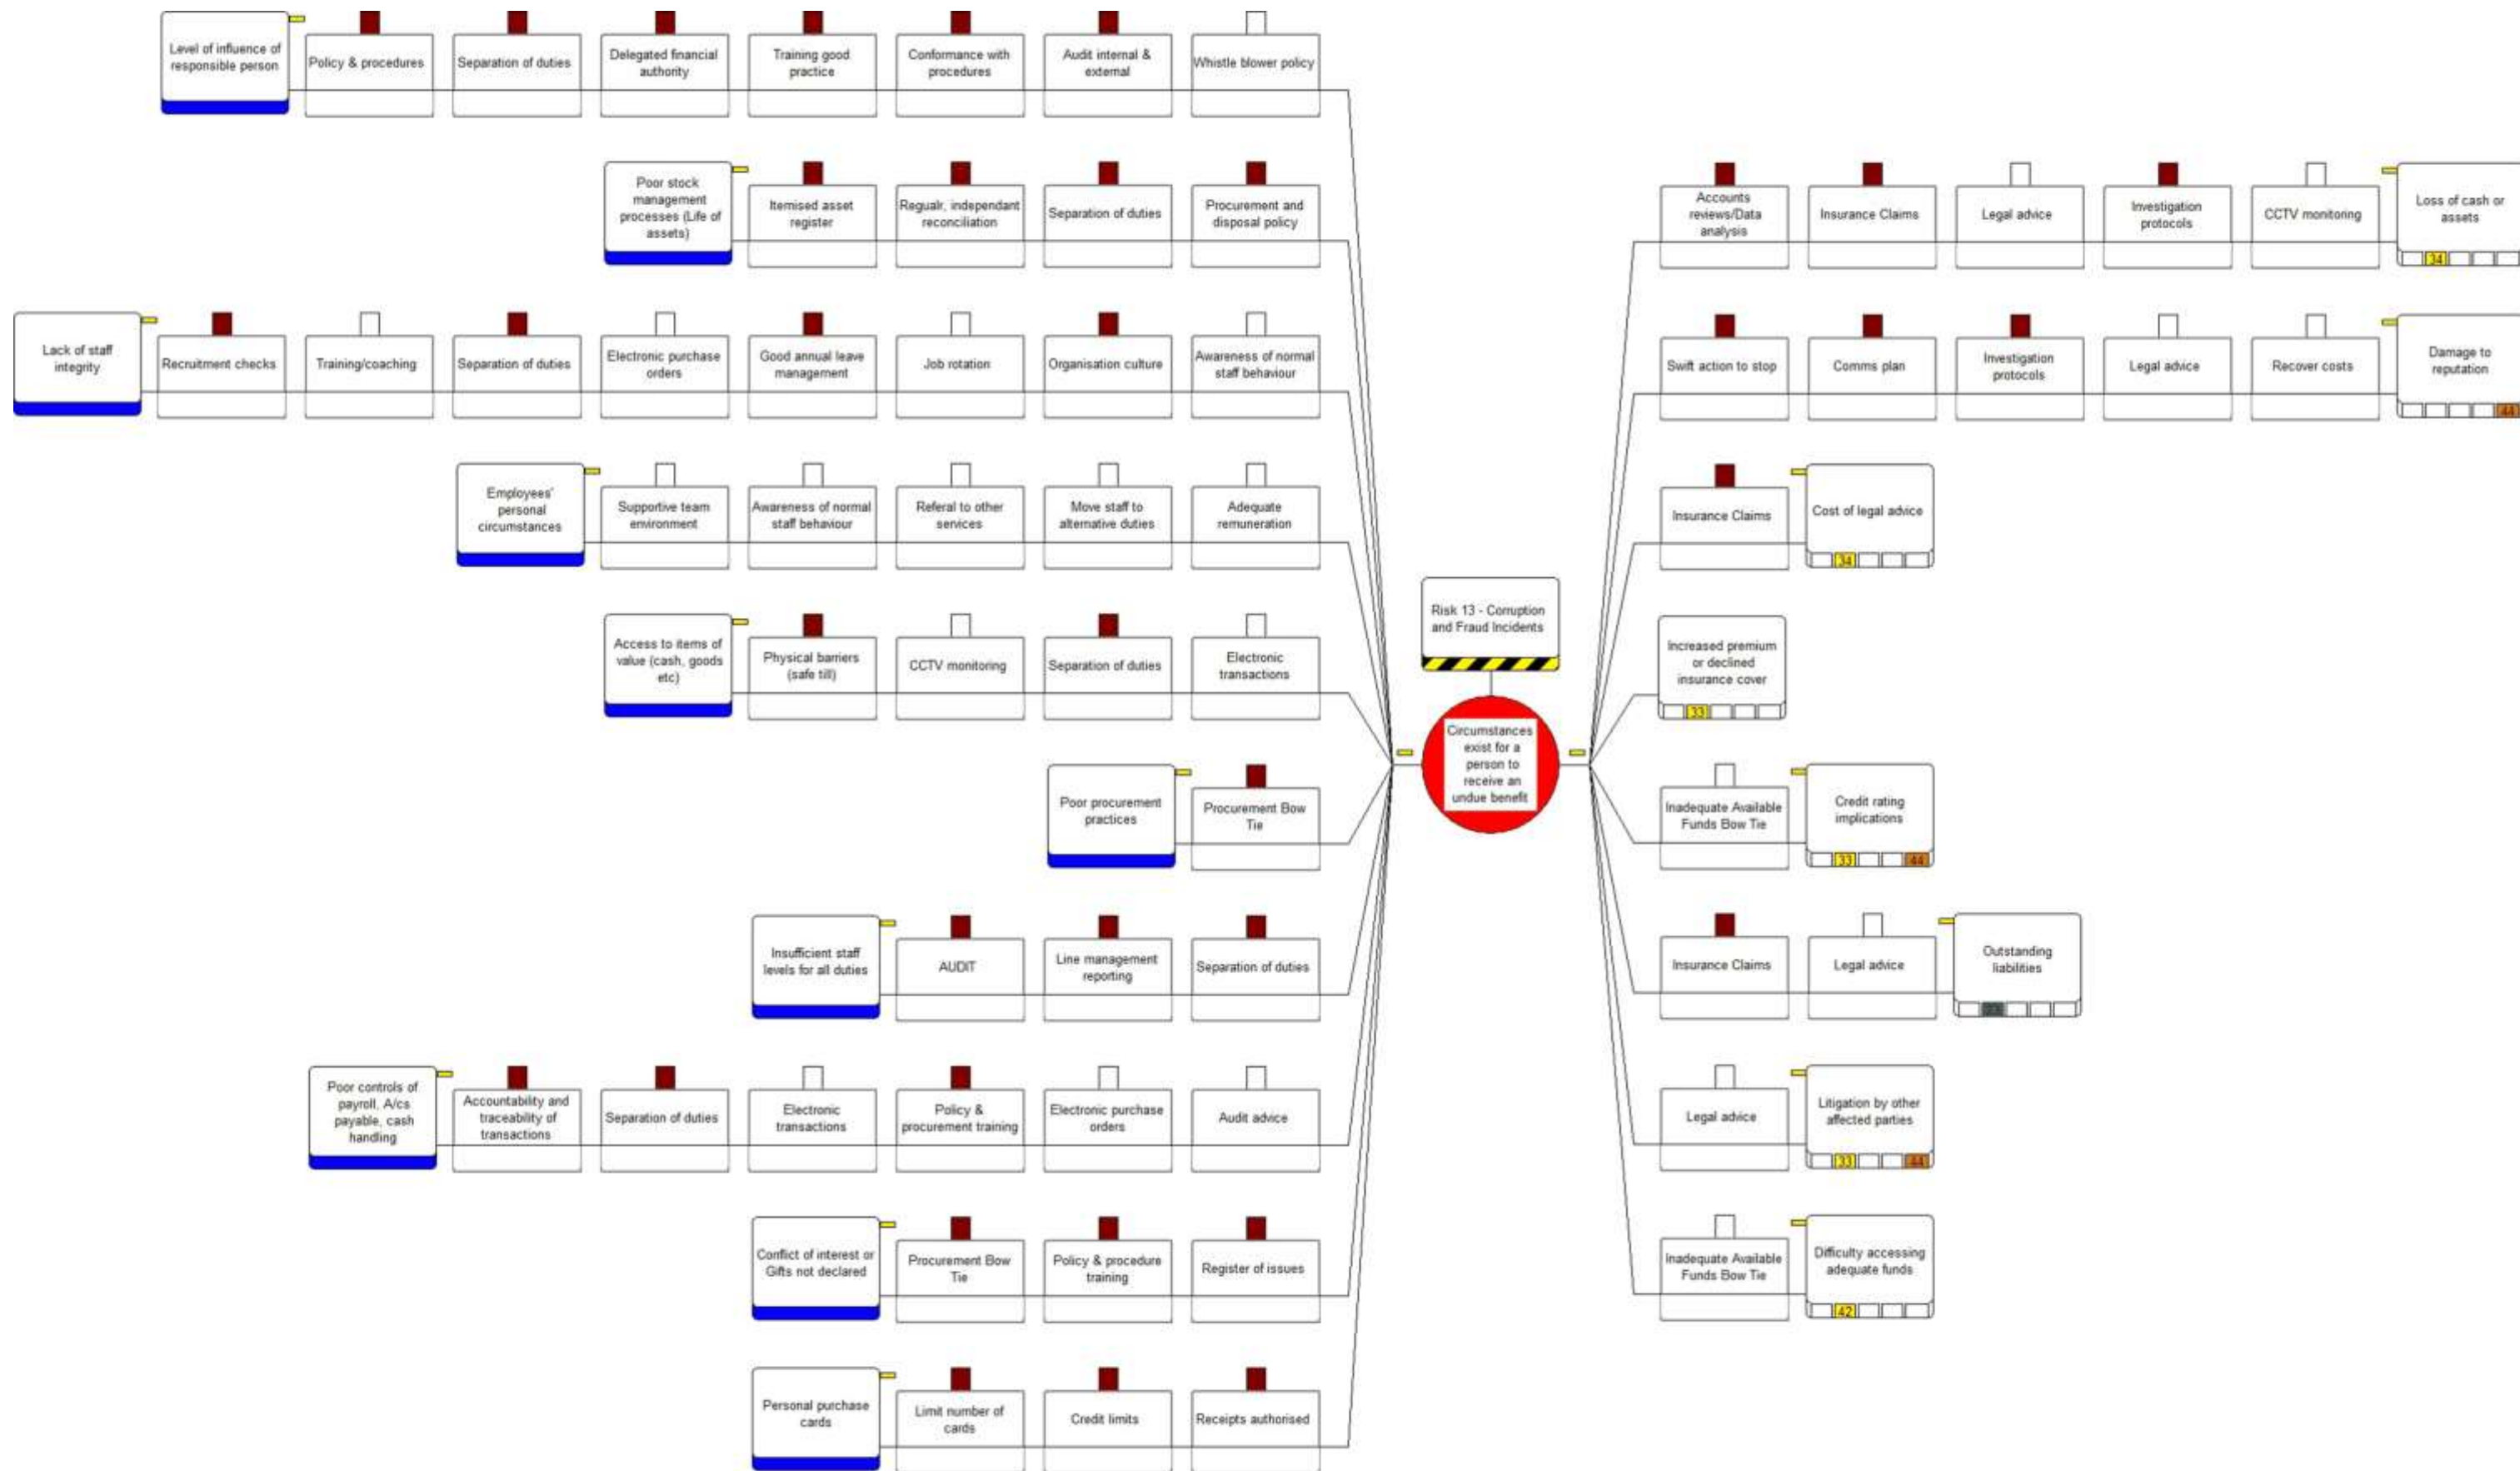 Level of influence of
responsible person
Policy & procedures
Separation of duties
Delegated financial
authority
Training good
practice
Conformance with
procedures
Audit internal &
external
Whistle blower policy
Poor stock
management
processes (Life of
assets)
Itemised asset
register
Regualr, independant
reconciliation
Separation of duties
Procurement and
disposal policy
Lack of staff
integrity
Recruitment checks
Training/coaching
Separation of duties
Electronic purchase
orders
Good annual leave
management
Job rotation
Organisation culture
Awareness of normal
staff behaviour
Employees'
personal
circumstances
Supportive team
environment
Awareness of normal
staff behaviour
Referal to other
services
Move staff to
alternative duties
Adequate
remuneration
Access to items of
value (cash, goods
etc)
Physical barriers
(safe till)
CCTV monitoring
Separation of duties
Electronic
transactions
Poor procurement
practices
Procurement Bow
Tie
Insufficient staff
levels for all duties
AUDIT
Line management
reporting
Separation of duties
Poor controls of
payroll, A/cs
payable, cash
handling
Accountability and
traceability of
transactions
Separation of duties
Electronic
transactions
Policy &
procurement training
Electronic purchase
orders
Audit advice
Conflict of interest or
Gifts not declared
Procurement Bow
Tie
Policy & procedure
training
Register of issues
Personal purchase
cards
Limit number of
cards
Credit limits
Receipts authorised
Risk 13 - Corruption
and Fraud Incidents
Circumstances
exist for a
person to
receive an
undue benefit
Accounts
reviews/Data
analysis
Insurance Claims
Legal advice
Investigation
protocols
CCTV monitoring
Loss of cash or
assets
34
Swift action to stop
Comms plan
Investigation
protocols
Legal advice
Recover costs
Damage to
reputation
44
Insurance Claims
Cost of legal advice
34
Increased premium
or declined
insurance cover
33
Inadequate Available
Funds Bow Tie
Credit rating
implications
33 44
Insurance Claims
Legal advice
Outstanding
liabilities
Legal advice
Litigation by other
affected parties
33 44
Inadequate Available
Funds Bow Tie
Difficulty accessing
adequate funds
42